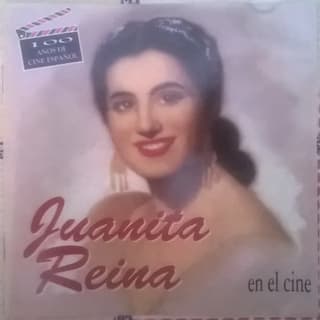 100
AÑOS DE
CINE ESPAÑOL
Juanita
Reina
en el cine